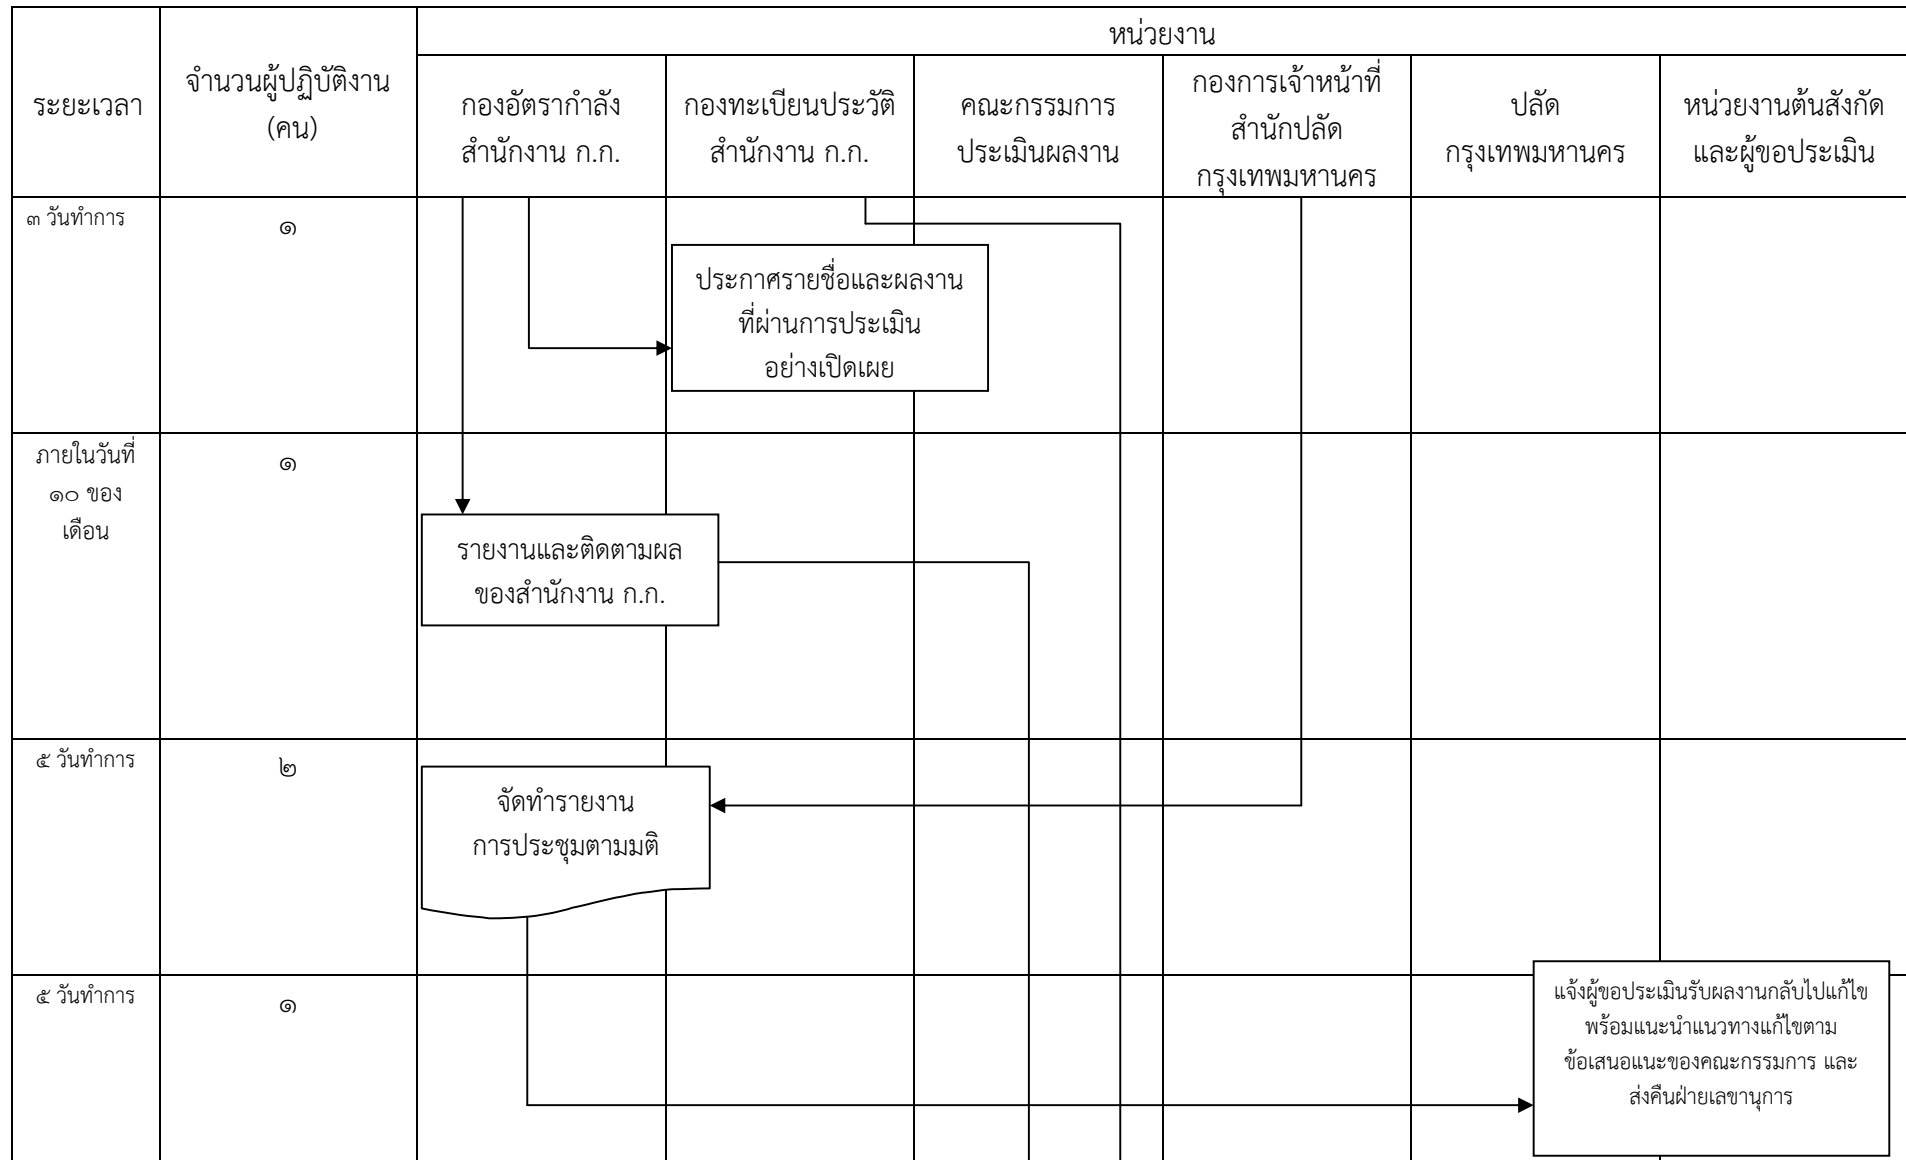 หน่วยงาน
ระยะเวลา
จำนวนผู้ปฏิบัติงาน
(คน)
กองอัตรากำลัง
สำนักงาน ก.ก.
กองทะเบียนประวัติ
สำนักงาน ก.ก.
คณะกรรมการ
ประเมินผลงาน
กองการเจ้าหน้าที่
สำนักปลัด
กรุงเทพมหานคร
ปลัด
กรุงเทพมหานคร
หน่วยงานต้นสังกัด
และผู้ขอประเมิน
๓ วันทำการ
๑
ประกาศรายชื่อและผลงาน
ที่ผ่านการประเมิน
อย่างเปิดเผย
ภายในวันที่
๑๐ ของ
เดือน
๑
รายงานและติดตามผล
ของสำนักงาน ก.ก.
๕ วันทำการ
๒
จัดทำรายงาน
การประชุมตามมติ
๕ วันทำการ
๑
แจ้งผู้ขอประเมินรับผลงานกลับไปแก้ไข
พร้อมแนะนำแนวทางแก้ไขตาม
ข้อเสนอแนะของคณะกรรมการ และ
ส่งคืนฝ่ายเลขานุการ